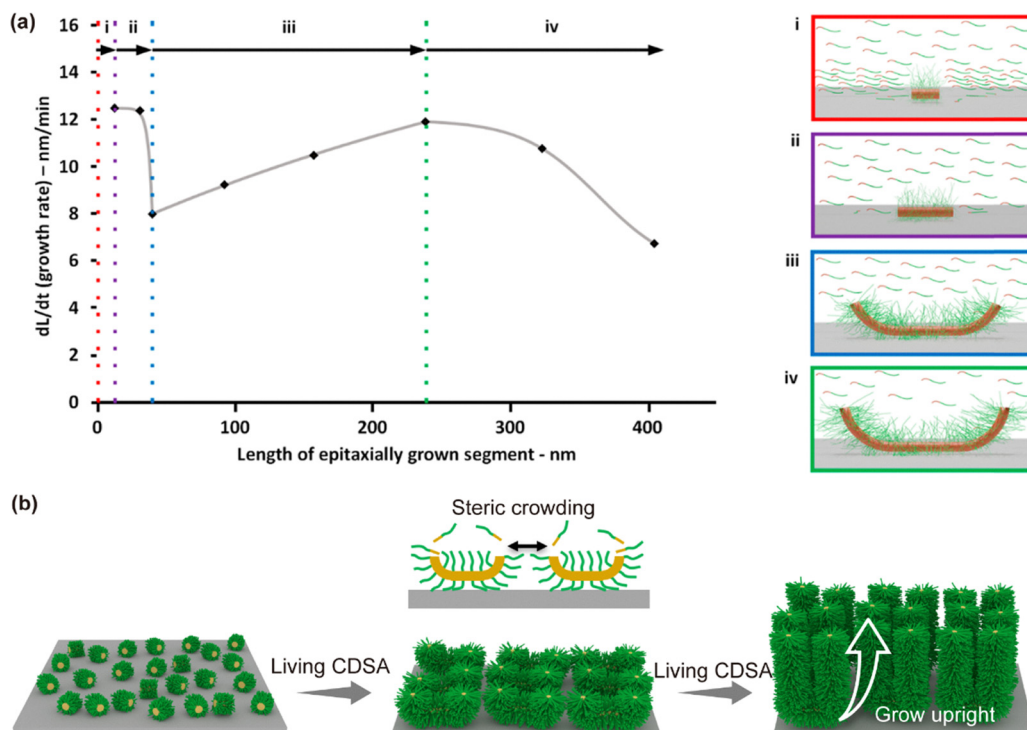 (a)
16
i
ii
iii
iv
14
12
10
8
6
4
2
0
dL/dt (growth rate) – nm/min
0
100
200
300
400
Length of epitaxially grown segment - nm
i
ii
iii
iv
(b)
Steric crowding
Living CDSA
Living CDSA
Grow upright